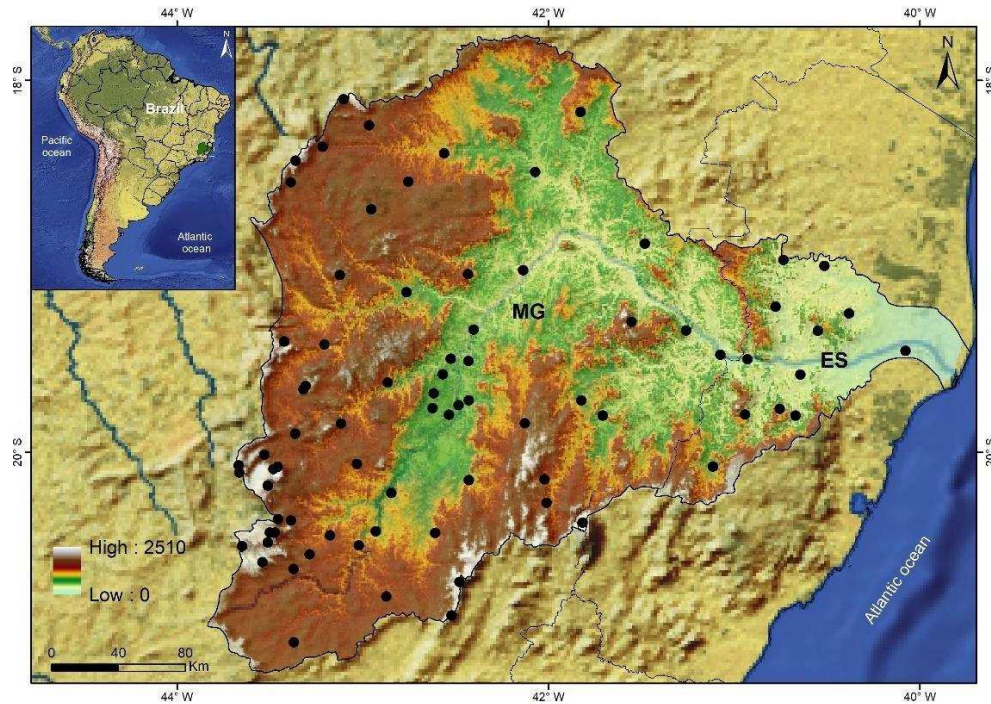 44° W
42° W
40° W
N
Brazil
Pacific
ocean
Atlantic
ocean
N
18° S
18° S
MG
ES
20° S
20° S
High : 2510
Low : 0
Atlantic ocean
0 40 80
Km
44° W
42° W
40° W